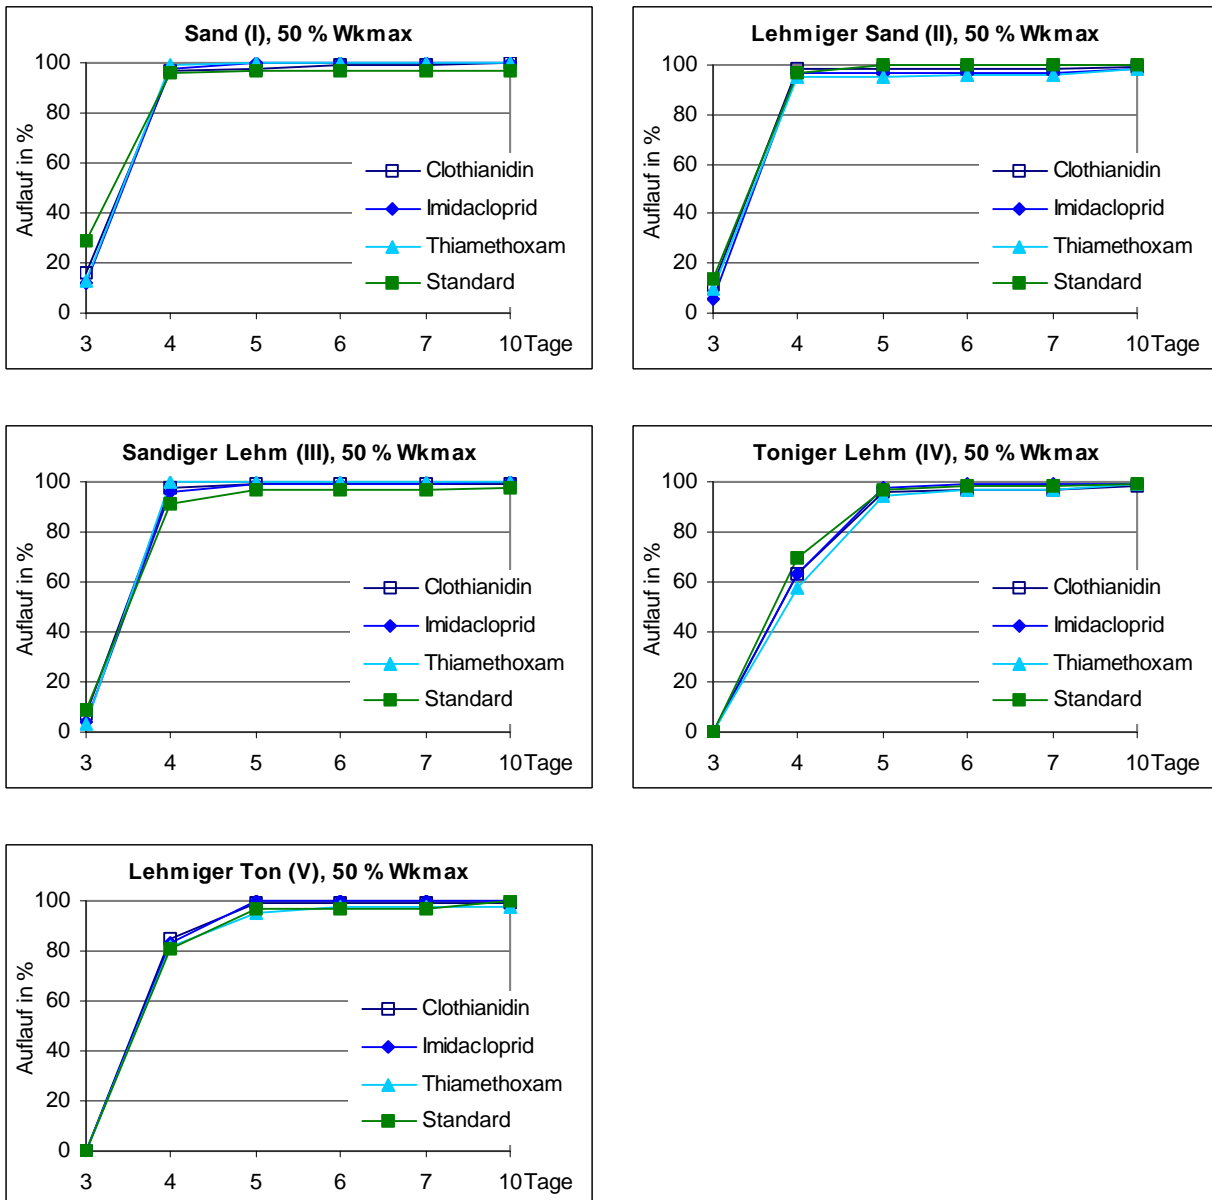 Sand (I), 50 % Wkmax
Auflauf in %
100
80
60
40
20
0
Clothianidin
Imidacloprid
Thiamethoxam
Standard
3 4 5 6 7 10 Tage
Lehmiger Sand (II), 50 % Wkmax
Auflauf in %
100
80
60
40
20
0
Clothianidin
Imidacloprid
Thiamethoxam
Standard
3 4 5 6 7 10 Tage
Sandiger Lehm (III), 50 % Wkmax
Auflauf in %
100
80
60
40
20
0
Clothianidin
Imidacloprid
Thiamethoxam
Standard
3 4 5 6 7 10 Tage
Toniger Lehm (IV), 50 % Wkmax
Auflauf in %
100
80
60
40
20
0
Clothianidin
Imidacloprid
Thiamethoxam
Standard
3 4 5 6 7 10 Tage
Lehmiger Ton (V), 50 % Wkmax
Auflauf in %
100
80
60
40
20
0
Clothianidin
Imidacloprid
Thiamethoxam
Standard
3 4 5 6 7 10 Tage